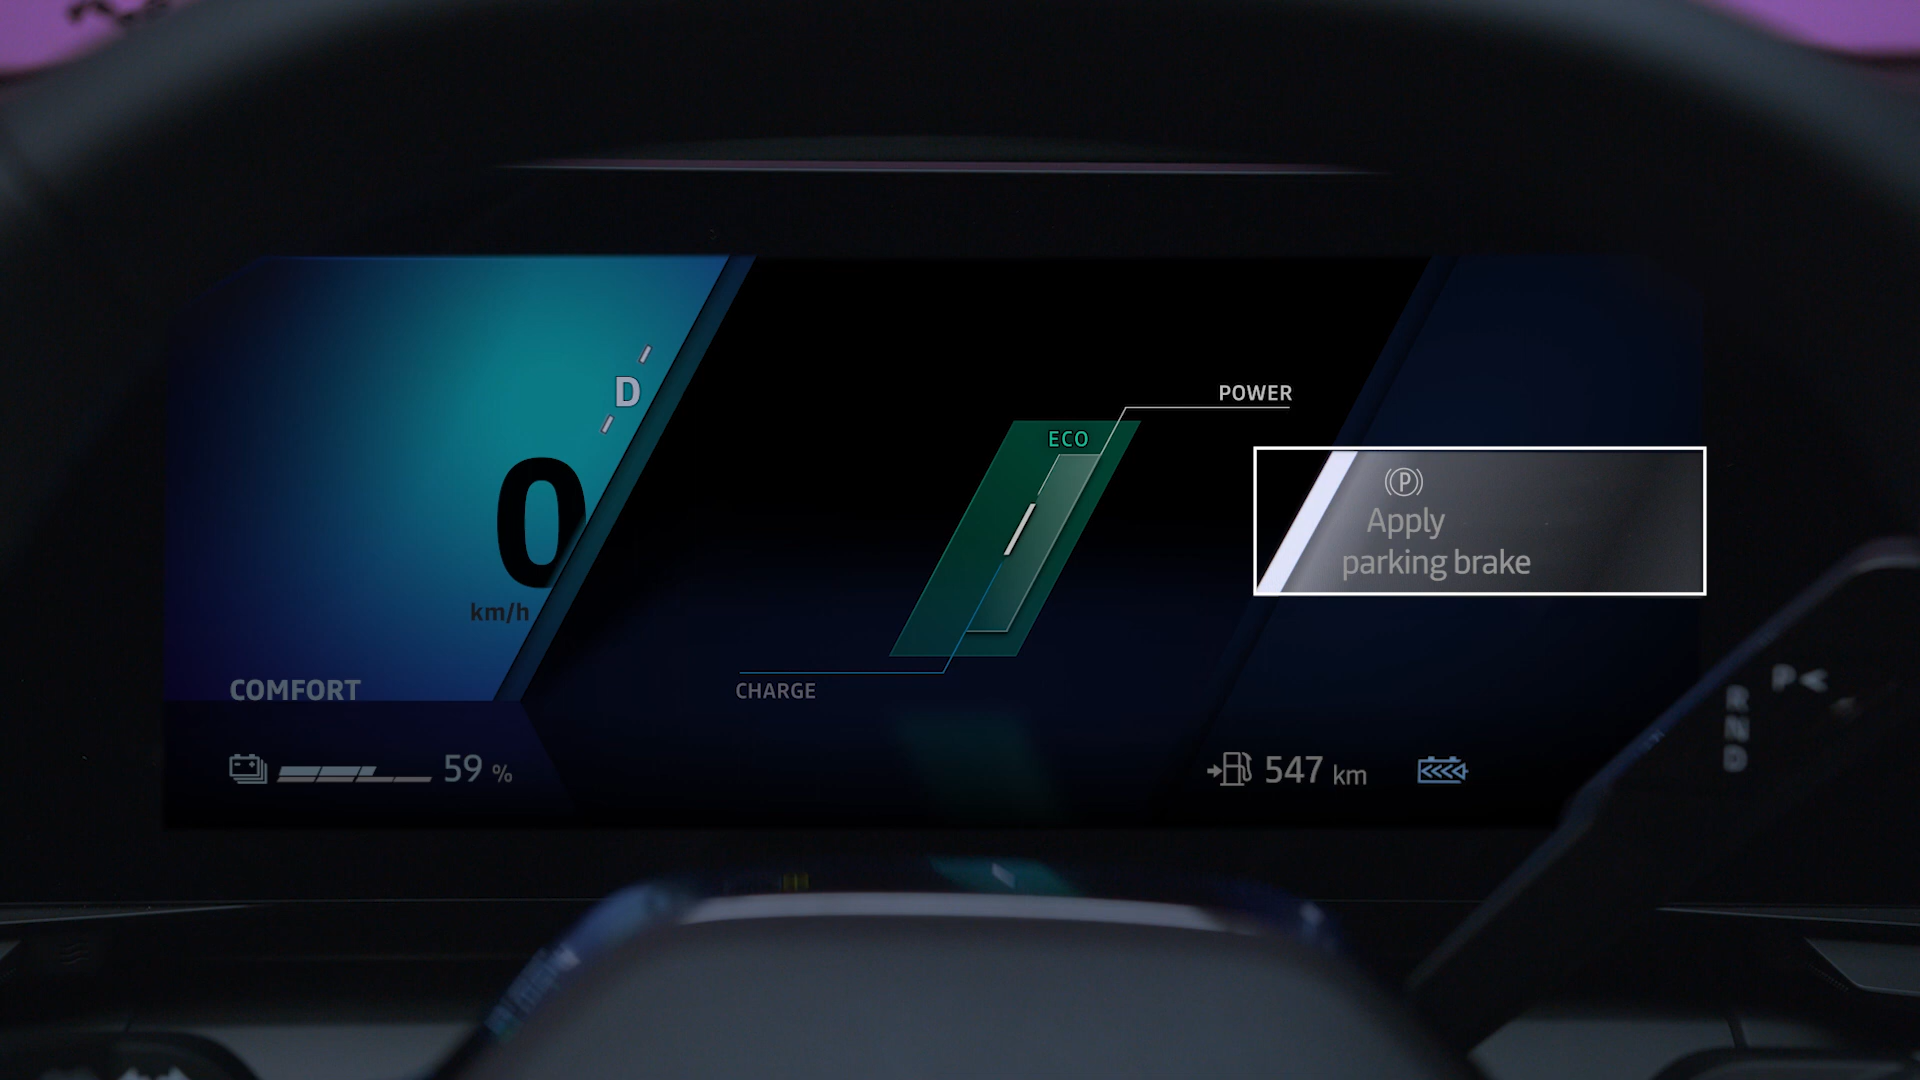 D
0
km/h
COMFORT
59 %
POWER
ECO
CHARGE
P
Apply
parking brake
547 km
P
R
N
D